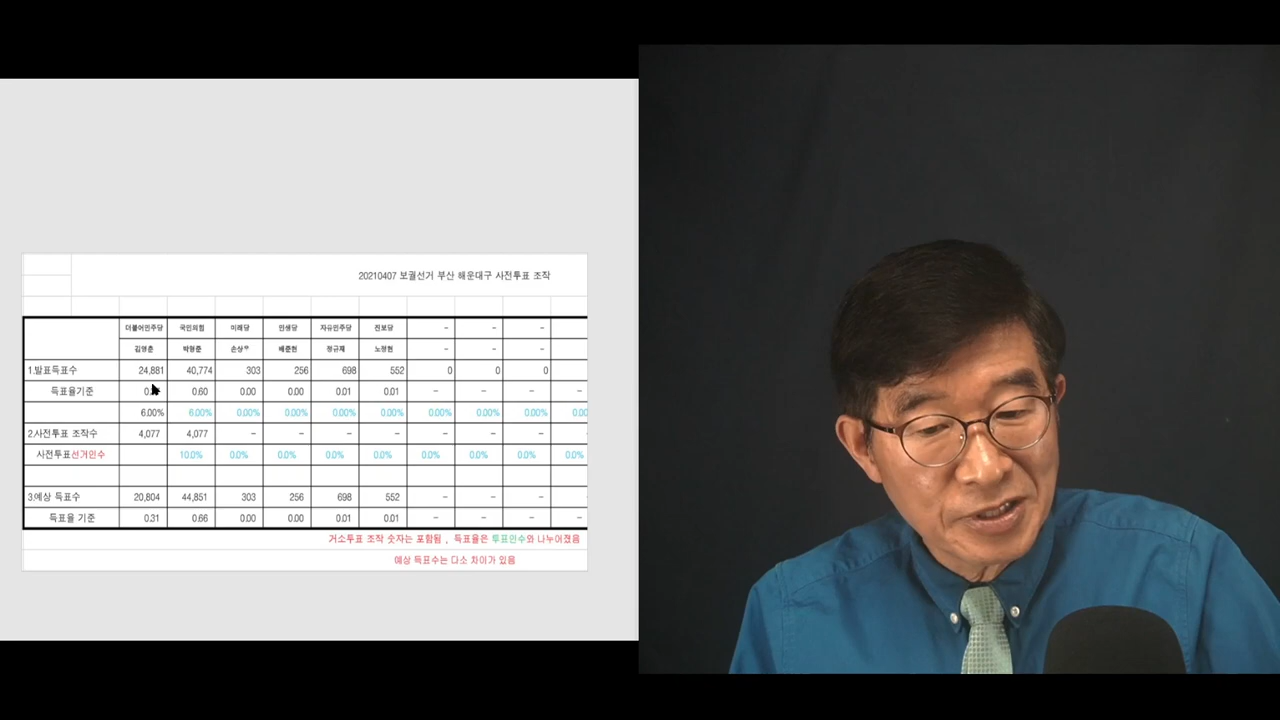 20210407 보궐선거 부산 해운대구 사전투표 조작
더불어민주당 국민의힘 미래당 민생당 자유민주당 진보당 – – –
김영춘 박형준 손상우 배준현 정규재 노정현 – – –
1.발표득표수 24,881 40,774 303 256 698 552 0 0 0
득표율기준 0.60 0.00 0.00 0.01 0.01 – – – –
6.00% 6.00% 0.00% 0.00% 0.00% 0.00% 0.00% 0.00% 0.00% 0.00
2.사전투표 조작수 4,077 4,077 – – – – – – – –
사전투표선거인수 10.0% 0.0% 0.0% 0.0% 0.0% 0.0% 0.0% 0.0% 0.0%
3.예상 득표수 20,804 44,851 303 256 698 552 – – – –
득표율 기준 0.31 0.66 0.00 0.00 0.01 0.01 – – – –
거소투표 조작 숫자는 포함됨 , 득표율은 투표인수와 나누어졌음
예상 득표수는 다소 차이가 있음